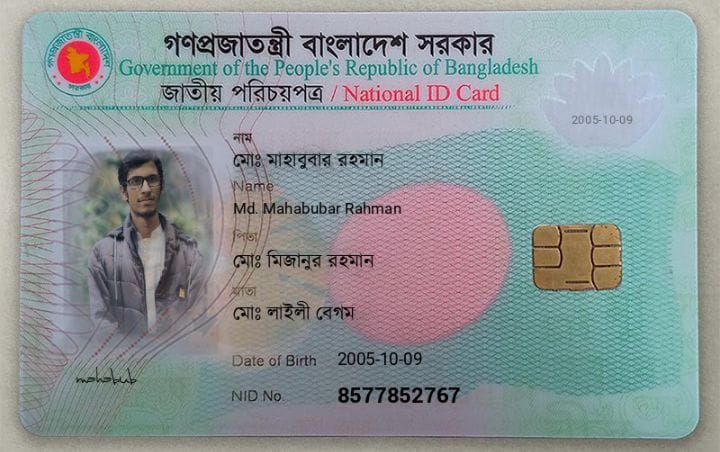 গণপ্রজাতন্ত্রী বাংলাদেশ সরকার
Government of the People's Republic of Bangladesh
জাতীয় পরিচয়পত্র / National ID Card
2005-10-09
নাম
মোঃ মাহাবুবার রহমান
Name
Md. Mahabubar Rahman
পিতা
মোঃ মিজানুর রহমান
মাতা
মোঃ লাইলী বেগম
Date of Birth 2005-10-09
NID No. 8577852767
mahabub